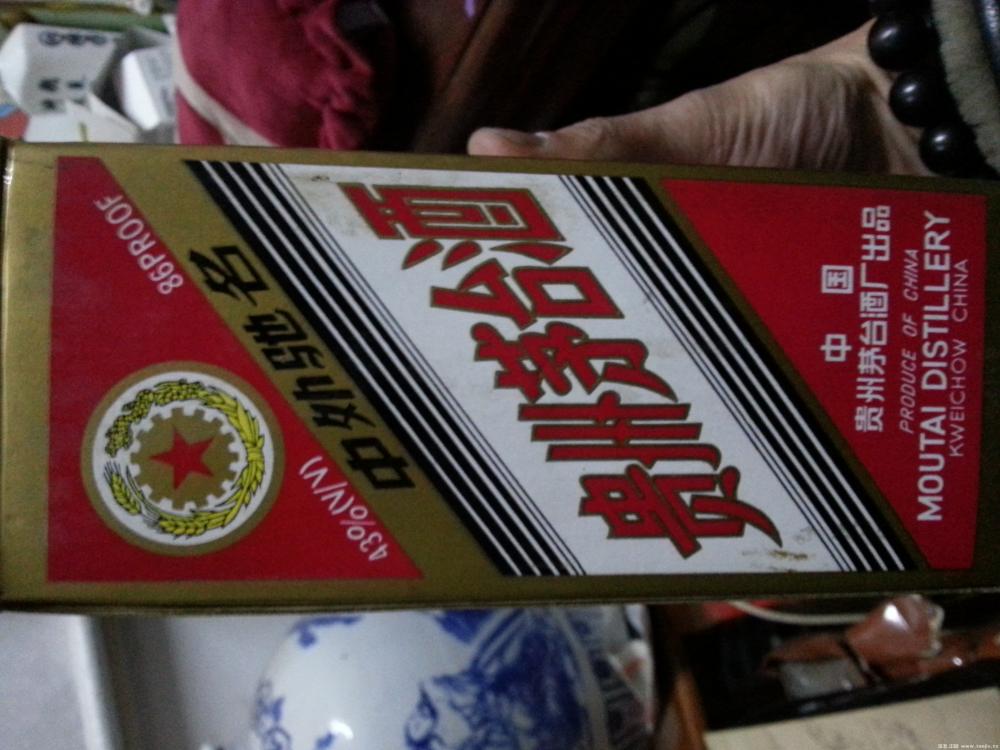 86PROOF
43%(V/V)
中外驰名
贵州茅台酒
中国
贵州茅台酒厂出品
PRODUCE OF CHINA
MOUTAI DISTILLERY
KWEICHOW CHINA